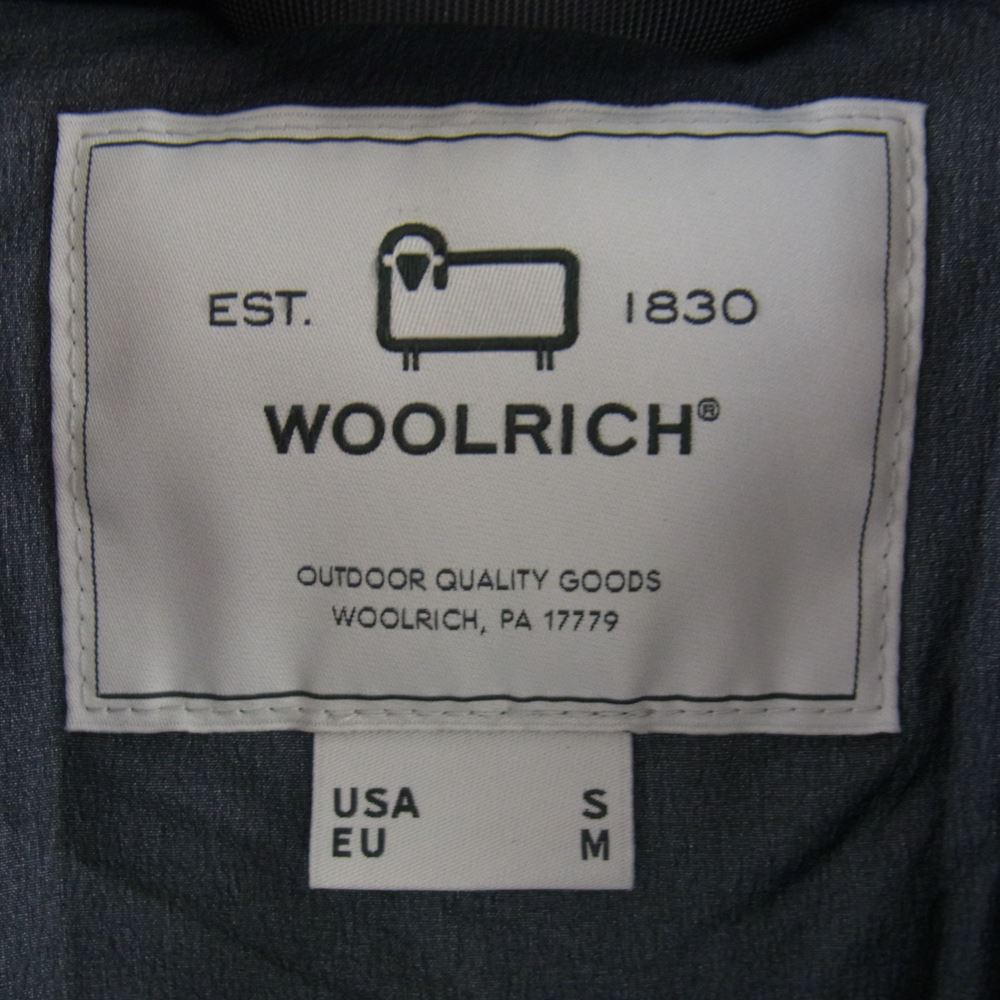 EST. 1830
WOOLRICH®
OUTDOOR QUALITY GOODS
WOOLRICH, PA 17779
USA S
EU M